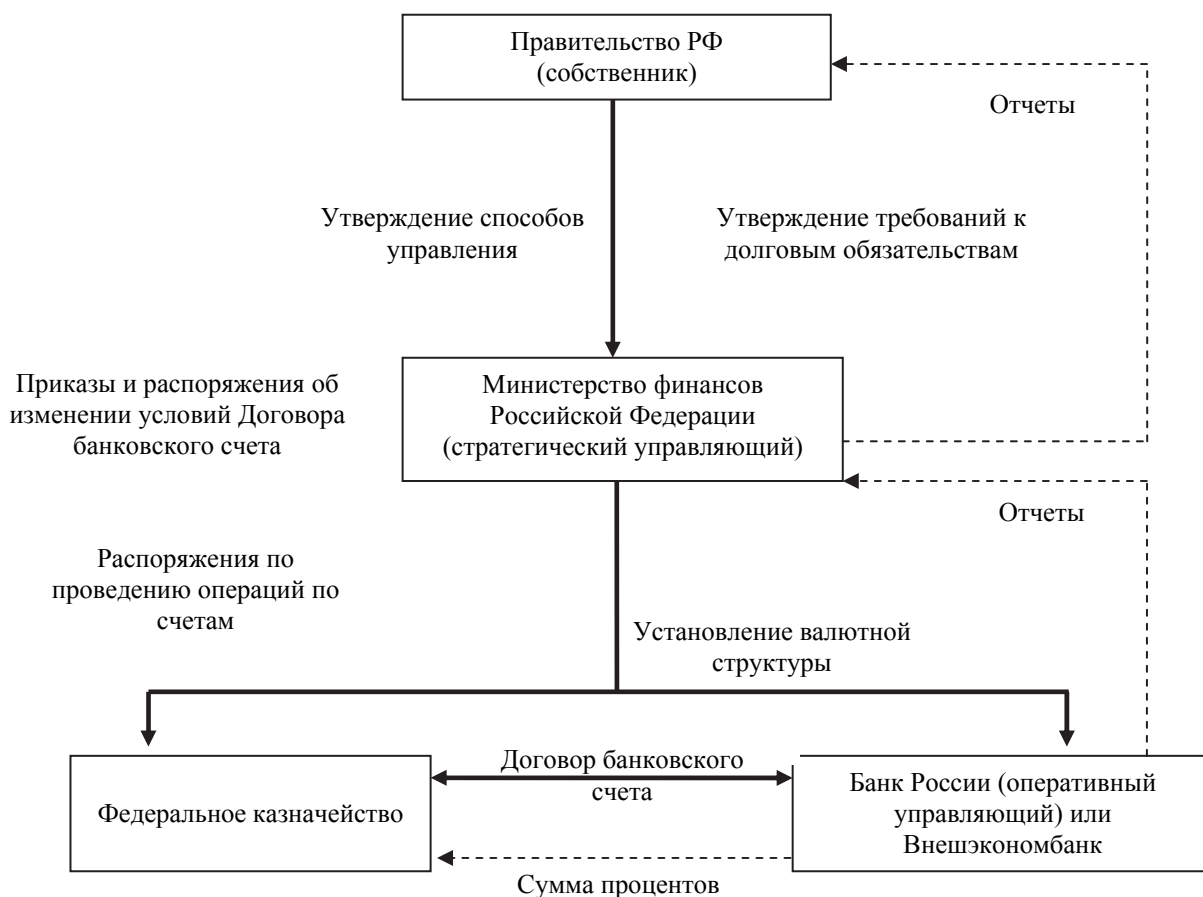 Правительство РФ
(собственник)
Отчеты
Утверждение способов
управления
Утверждение требований к
долговым обязательствам
Приказы и распоряжения об
изменении условий Договора
банковского счета
Министерство финансов
Российской Федерации
(стратегический управляющий)
Отчеты
Распоряжения по
проведению операций по
счетам
Установление валютной
структуры
Федеральное казначейство
Договор банковского
счета
Банк России (оперативный
управляющий) или
Внешэкономбанк
Сумма процентов